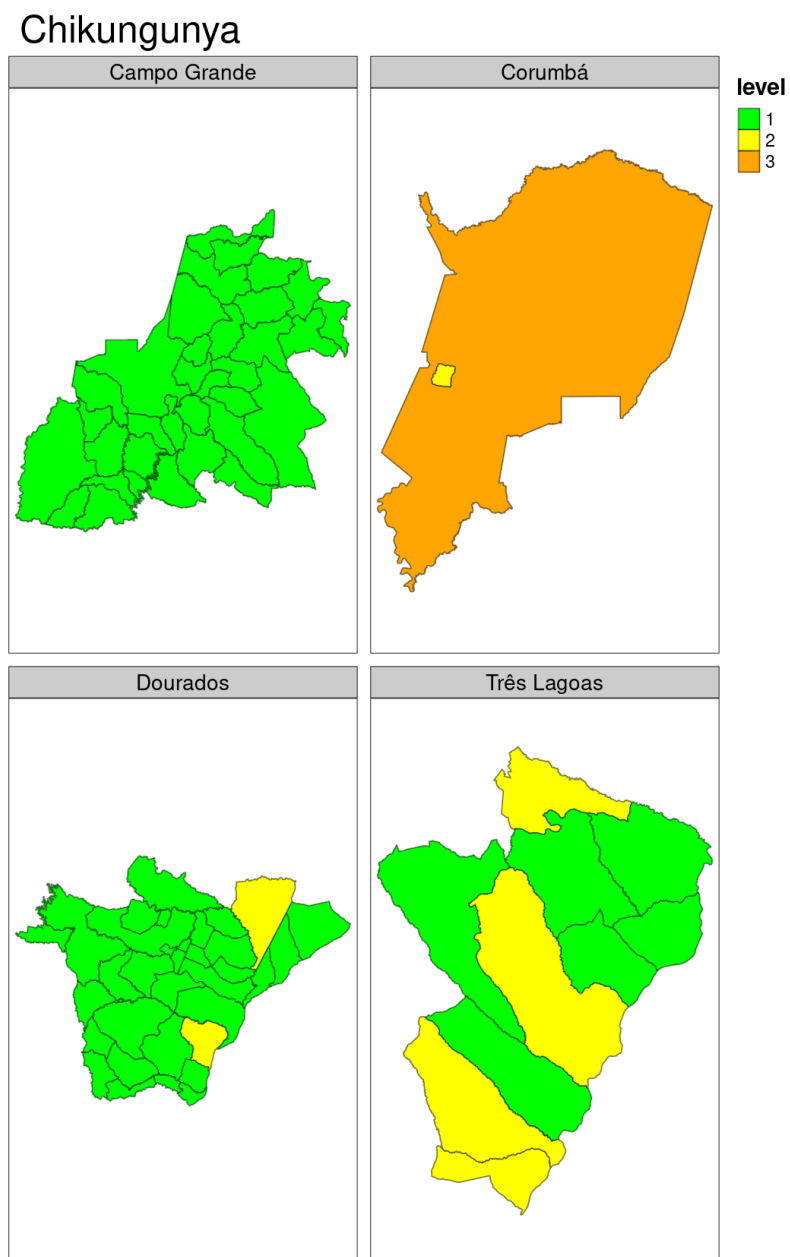 Chikungunya
Campo Grande
Corumbá
level
1
2
3
Dourados
Três Lagoas